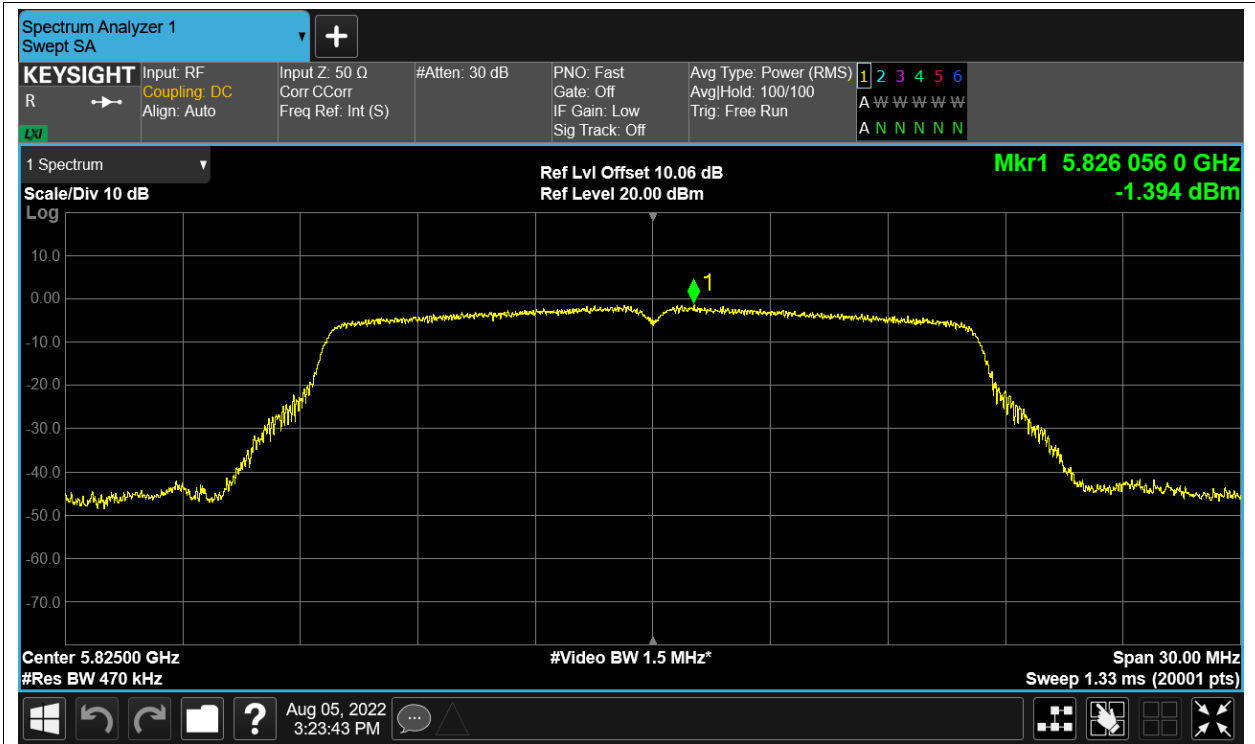 Spectrum Analyzer 1
Swept SA
+
KEYSIGHT
R
LXI
Input: RF
Coupling: DC
Align: Auto
Input Z: 50 Ω
Corr CCorr
Freq Ref: Int (S)
#Atten: 30 dB
PNO: Fast
Gate: Off
IF Gain: Low
Sig Track: Off
Avg Type: Power (RMS)
Avg|Hold: 100/100
Trig: Free Run
1 2 3 4 5 6
A W W W W W
A N N N N N
1 Spectrum
Scale/Div 10 dB
Log
Ref Lvl Offset 10.06 dB
Ref Level 20.00 dBm
Mkr1 5.826 056 0 GHz
-1.394 dBm
10.0
0.00
-10.0
-20.0
-30.0
-40.0
-50.0
-60.0
-70.0
1
Center 5.82500 GHz
#Res BW 470 kHz
#Video BW 1.5 MHz*
Span 30.00 MHz
Sweep 1.33 ms (20001 pts)
?
Aug 05, 2022
3:23:43 PM